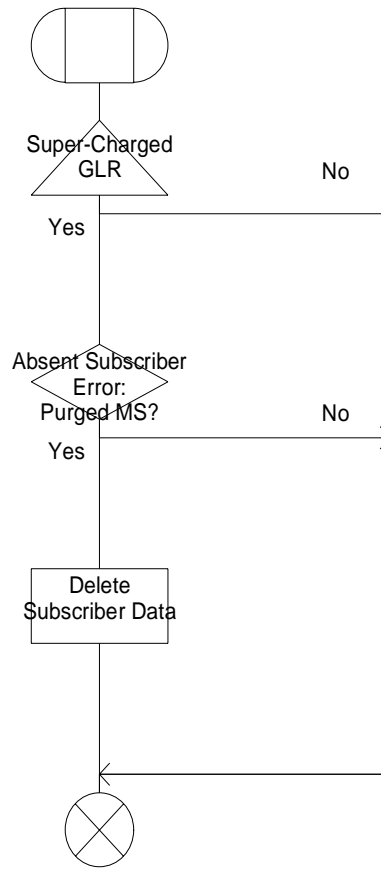 Super-Charged
GLR
No
Yes
Absent Subscriber
Error:
Purged MS?
No
Yes
Delete
Subscriber Data